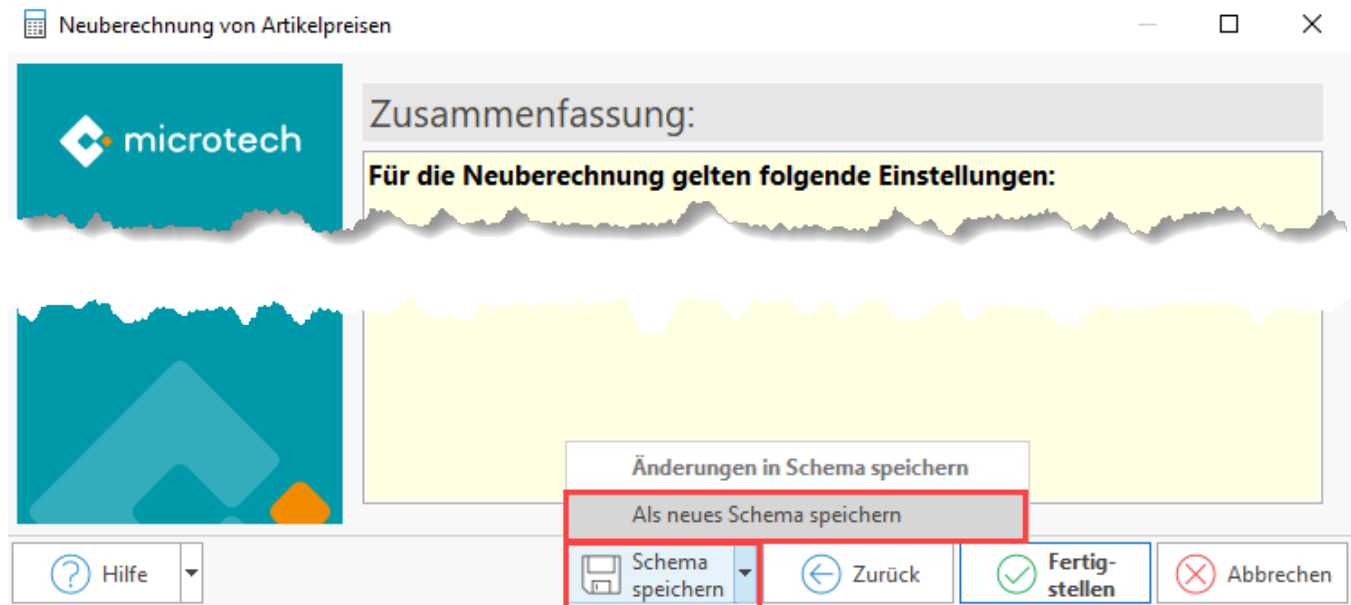 Neuberechnung von Artikelpreisen
microtech
Zusammenfassung:
Für die Neuberechnung gelten folgende Einstellungen:
Änderungen in Schema speichern
Als neues Schema speichern
Hilfe
Schema
speichern
Zurück
Fertig-
stellen
Abbrechen